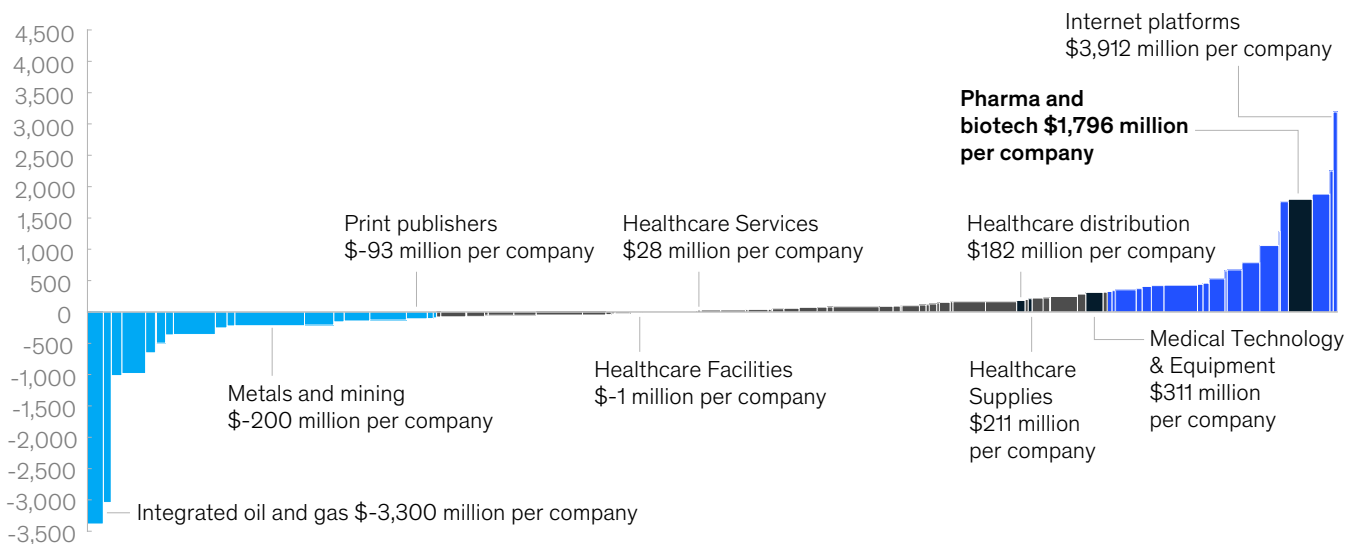 4,500
4,000
3,500
3,000
2,500
2,000
1,500
1,000
500
0
-500
-1,000
-1,500
-2,000
-2,500
-3,000
-3,500
Internet platforms
$3,912 million per company
Pharma and
biotech $1,796 million
per company
Print publishers
$-93 million per company
Healthcare Services
$28 million per company
Healthcare distribution
$182 million per company
Metals and mining
$-200 million per company
Healthcare Facilities
$-1 million per company
Healthcare
Supplies
$211 million
per company
Medical Technology
& Equipment
$311 million
per company
Integrated oil and gas $-3,300 million per company